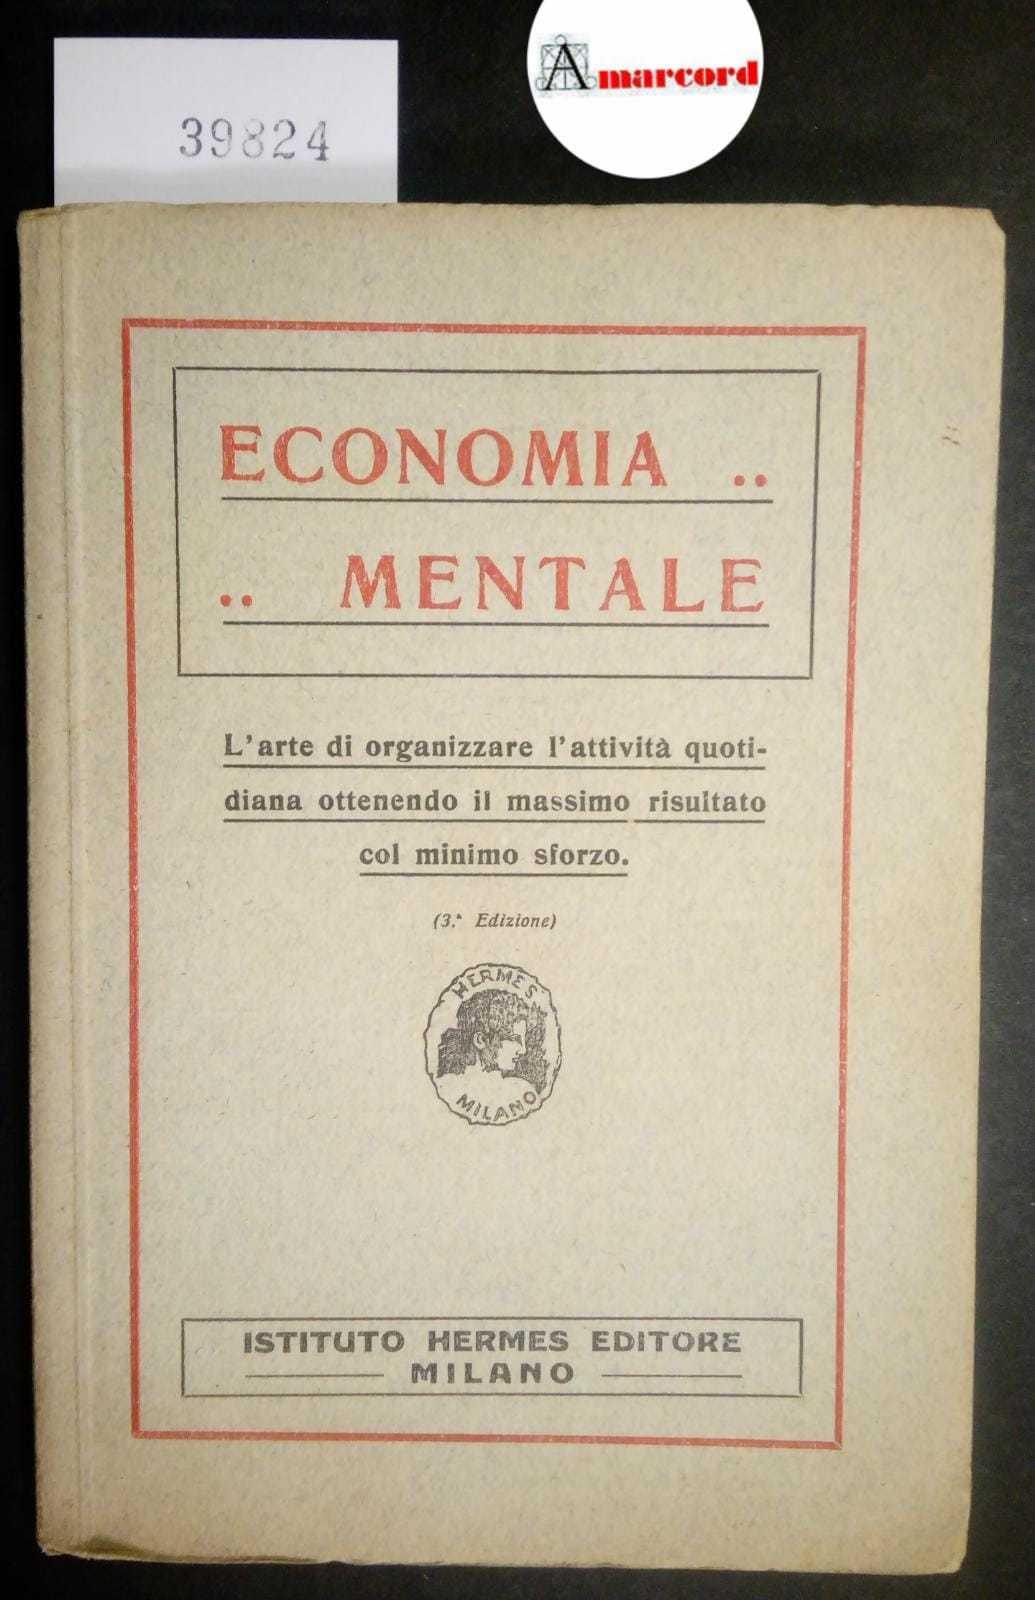 39824
Amarcord
ECONOMIA ..
.. MENTALE
L'arte di organizzare l'attività quoti-
diana ottenendo il massimo risultato
col minimo sforzo.
(3.ª Edizione)
HERMES
MILANO
ISTITUTO HERMES EDITORE
MILANO